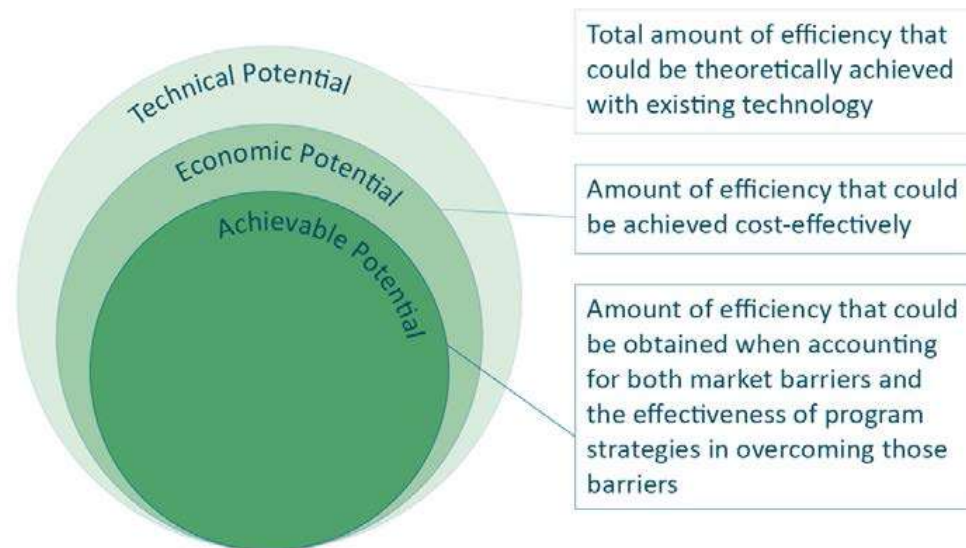 Technical Potential
Economic Potential
Achievable Potential
Total amount of efficiency that
could be theoretically achieved
with existing technology
Amount of efficiency that could
be achieved cost-effectively
Amount of efficiency that could
be obtained when accounting
for both market barriers and
the effectiveness of program
strategies in overcoming those
barriers